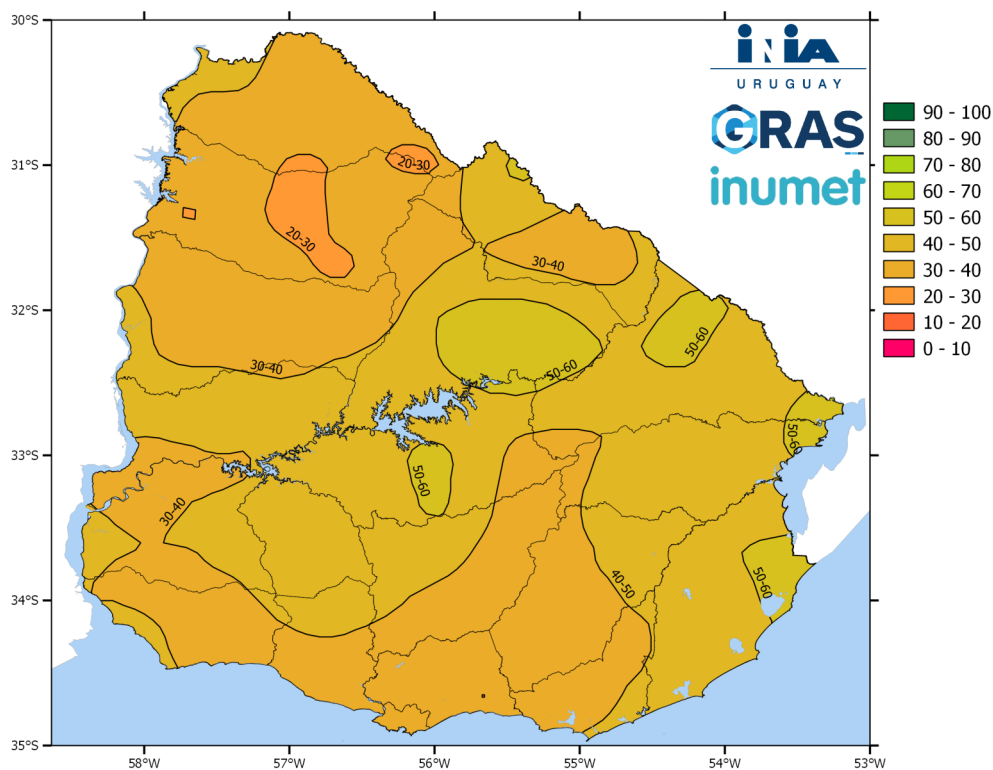 30°S
31°S
32°S
33°S
34°S
35°S
58°W
57°W
56°W
55°W
54°W
53°W
INIA
URUGUAY
GRAS
inumet
90 - 100
80 - 90
70 - 80
60 - 70
50 - 60
40 - 50
30 - 40
20 - 30
10 - 20
0 - 10
20-30
20-30
30-40
50-60
50-60
30-40
50-60
50-60
30-40
40-50
50-60